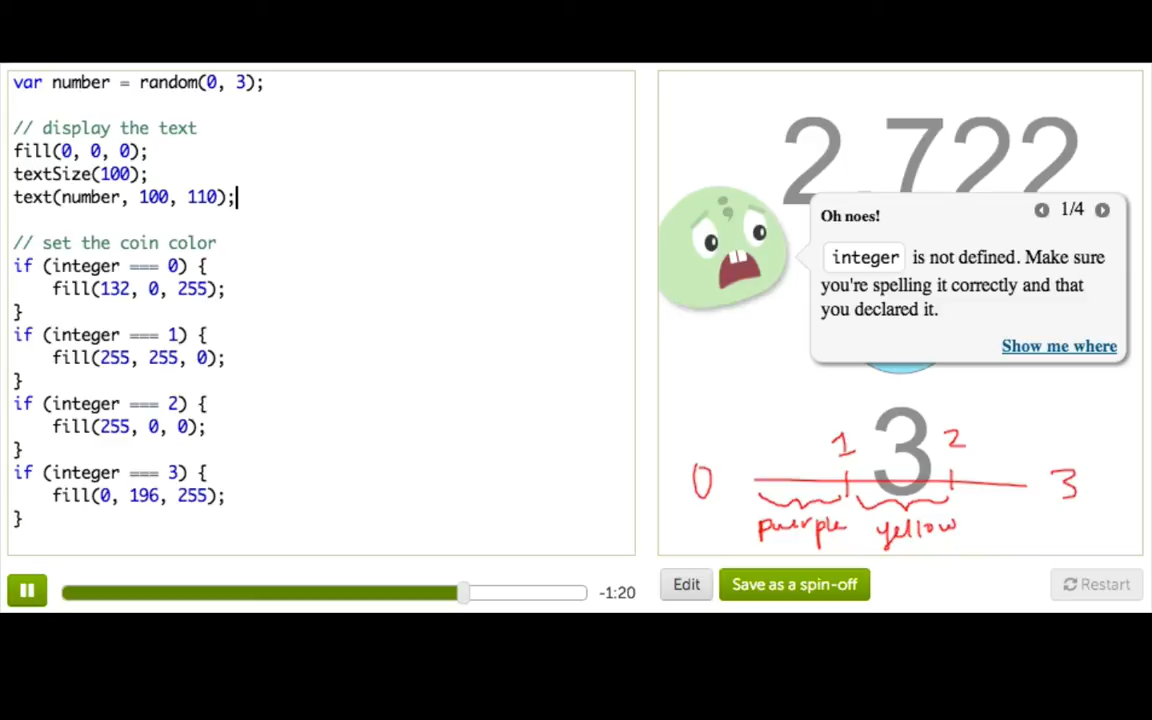 var number = random(0, 3);
// display the text
fill(0, 0, 0);
textSize(100);
text(number, 100, 110);
// set the coin color
if (integer === 0) {
fill(132, 0, 255);
}
if (integer === 1) {
fill(255, 255, 0);
}
if (integer === 2) {
fill(255, 0, 0);
}
if (integer === 3) {
fill(0, 196, 255);
}
2.722
Oh noes!
1/4
integer is not defined. Make sure
you're spelling it correctly and that
you declared it.
Show me where
3
1 2
0 3
purple yellow
-1:20
Edit
Save as a spin-off
Restart